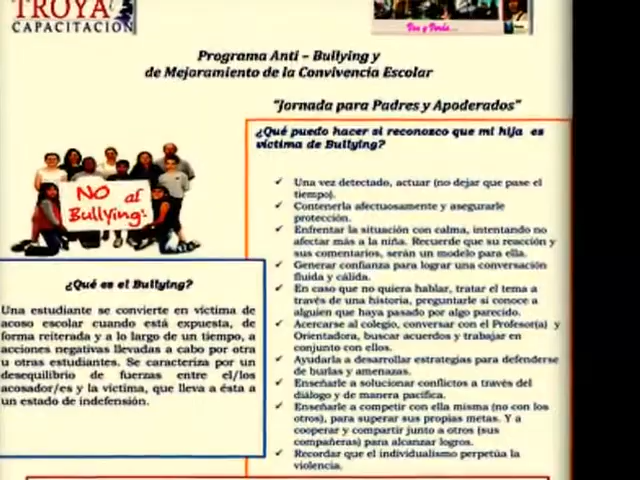 TROYA
CAPACITACIÓN
Ven y Verás...
Programa Anti – Bullying y
de Mejoramiento de la Convivencia Escolar
"Jornada para Padres y Apoderados"
NO al
Bullying
¿Qué es el Bullying?
Una estudiante se convierte en víctima de
acoso escolar cuando está expuesta, de
forma reiterada y a lo largo de un tiempo, a
acciones negativas llevadas a cabo por otra
u otras estudiantes. Se caracteriza por un
desequilibrio de fuerzas entre el/los
acosador/es y la víctima, que lleva a ésta a
un estado de indefensión.
¿Qué puedo hacer si reconozco que mi hija es
víctima de Bullying?
✓ Una vez detectado, actuar (no dejar que pase el
tiempo).
✓ Contenerla afectuosamente y asegurarle
protección.
✓ Enfrentar la situación con calma, intentando no
afectar más a la niña. Recuerde que su reacción y
sus comentarios, serán un modelo para ella.
✓ Generar confianza para lograr una conversación
fluida y cálida.
✓ En caso que no quiera hablar, tratar el tema a
través de una historia, preguntarle si conoce a
alguien que haya pasado por algo parecido.
✓ Acercarse al colegio, conversar con el Profesor(a) y
Orientadora, buscar acuerdos y trabajar en
conjunto con ellos.
✓ Ayudarla a desarrollar estrategias para defenderse
de burlas y amenazas.
✓ Enseñarle a solucionar conflictos a través del
diálogo y de manera pacífica.
✓ Enseñarle a competir con ella misma (no con los
otros), para superar sus propias metas. Y a
cooperar y compartir junto a otros (sus
compañeras) para alcanzar logros.
✓ Recordar que el individualismo perpetúa la
violencia.